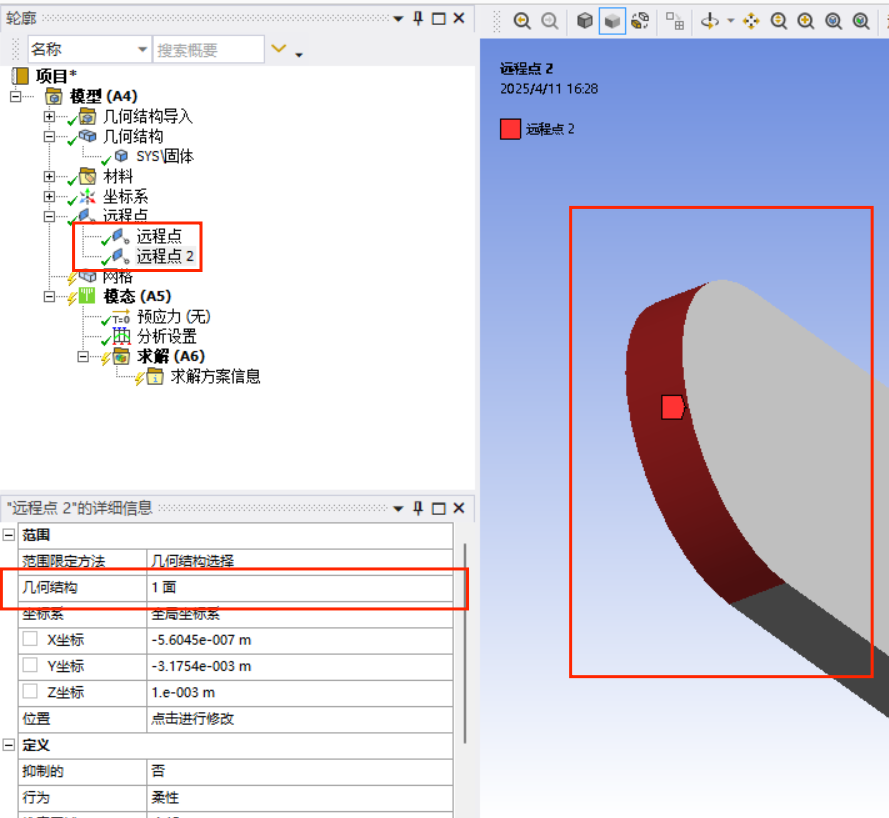 轮廓
名称 搜索概要
项目*
模型 (A4)
几何结构导入
几何结构
SYS\固体
材料
坐标系
远程点
远程点
远程点 2
网格
模态 (A5)
T=0 预应力 (无)
分析设置
求解 (A6)
求解方案信息
"远程点 2"的详细信息
范围
范围限定方法 几何结构选择
几何结构 1 面
坐标系 全局坐标系
X坐标 -5.6045e-007 m
Y坐标 -3.1754e-003 m
Z坐标 1.e-003 m
位置 点击进行修改
定义
抑制的 否
行为 柔性
远程点 2
2025/4/11 16:28
远程点 2